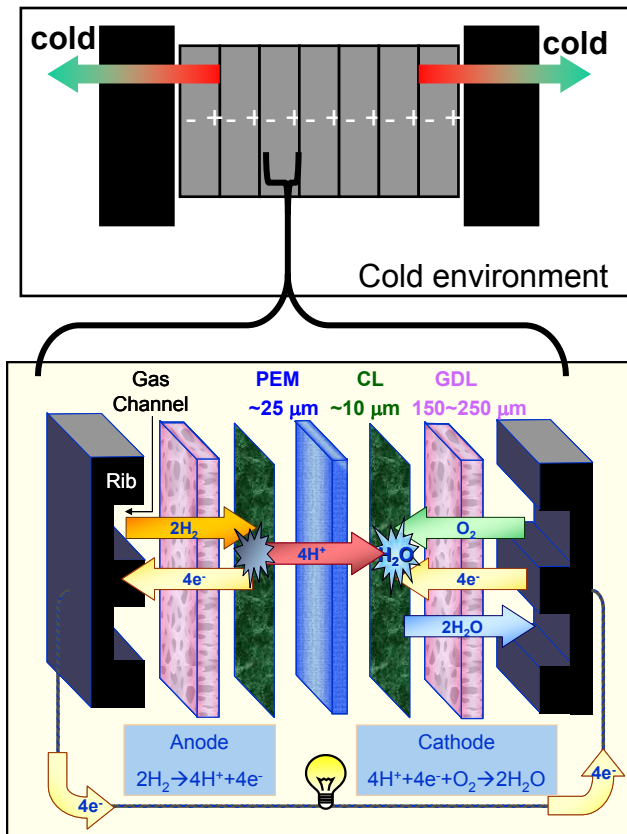 cold
cold
- + - + - + - + - + - + - +
Cold environment
Gas
Channel
PEM
~25 μm
CL
~10 μm
GDL
150~250 μm
Rib
2H₂
O₂
4H⁺
H₂O
4e⁻
4e⁻
2H₂O
Anode
2H₂→4H⁺+4e⁻
Cathode
4H⁺+4e⁻+O₂→2H₂O
4e⁻
4e⁻